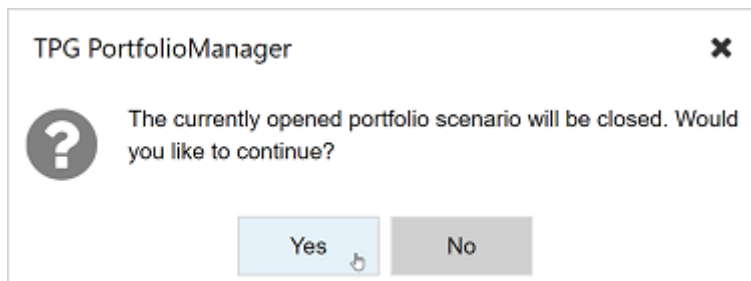 TPG PortfolioManager
The currently opened portfolio scenario will be closed. Would
you like to continue?
Yes
No